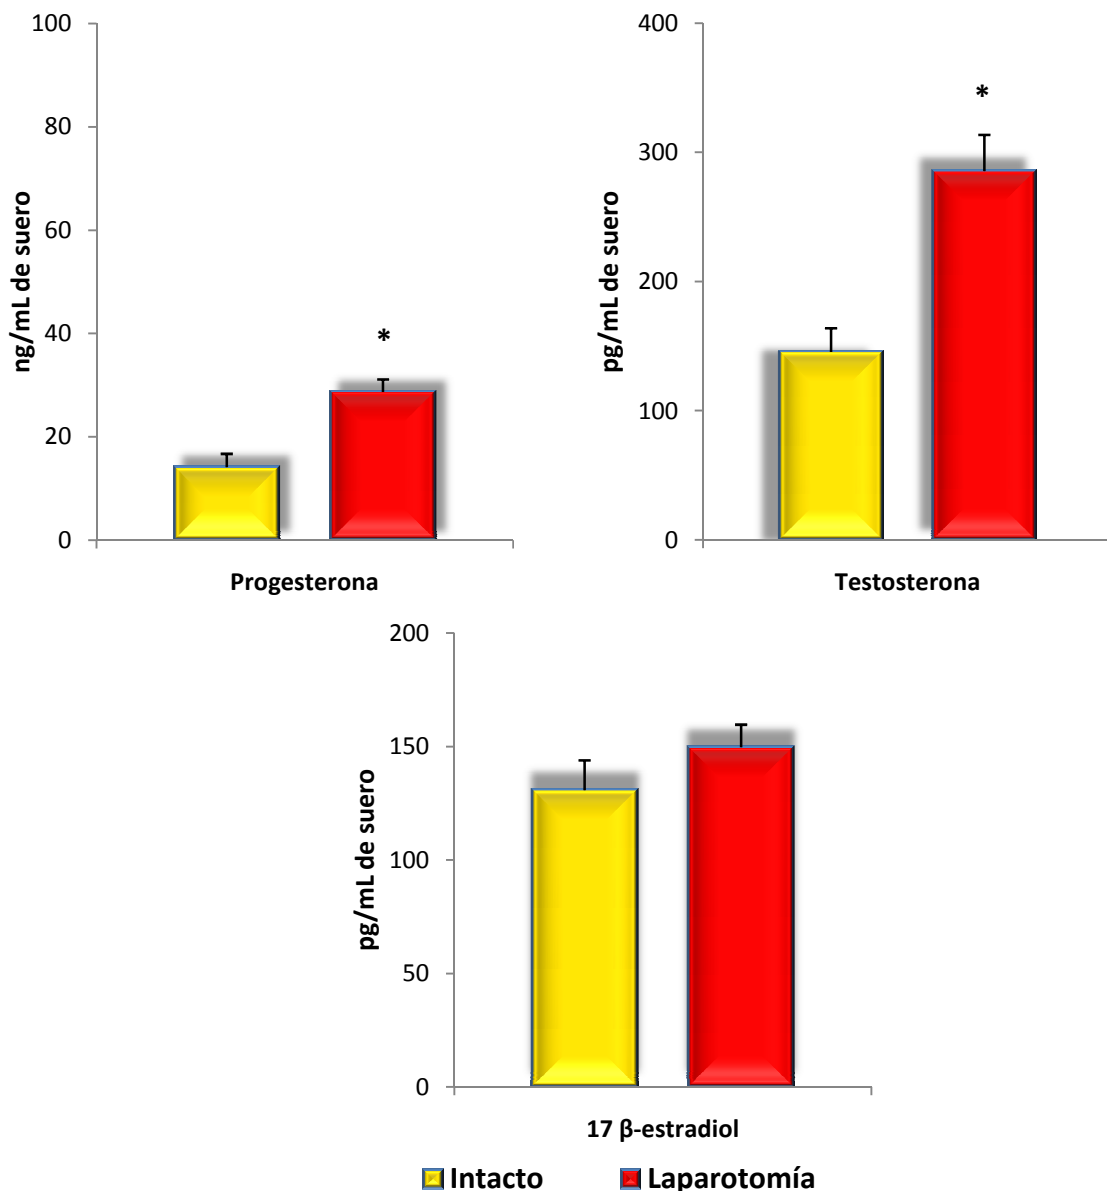 100
80
60
40
20
0
ng/mL de suero
*
Progesterona
400
300
200
100
0
pg/mL de suero
*
Testosterona
200
150
100
50
0
pg/mL de suero
17 β-estradiol
Intacto
Laparotomía